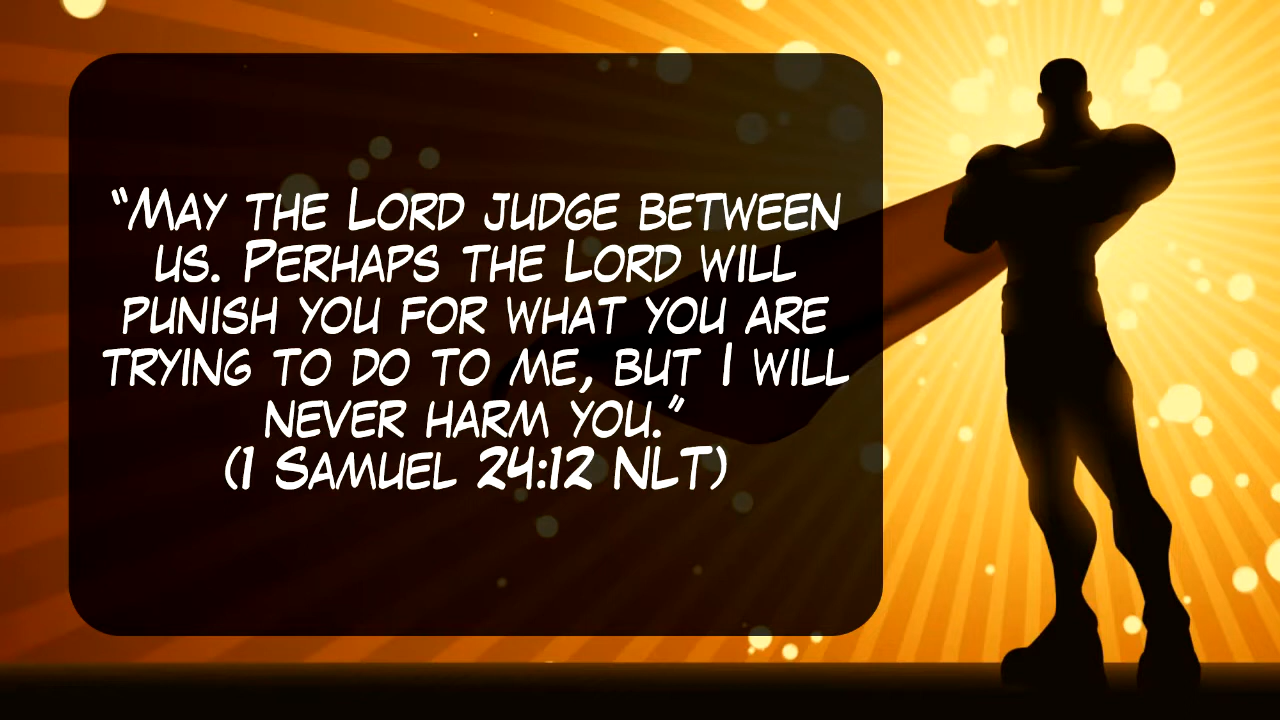 “May the Lord judge between
us. Perhaps the Lord will
punish you for what you are
trying to do to me, but I will
never harm you.”
(1 Samuel 24:12 NLT)